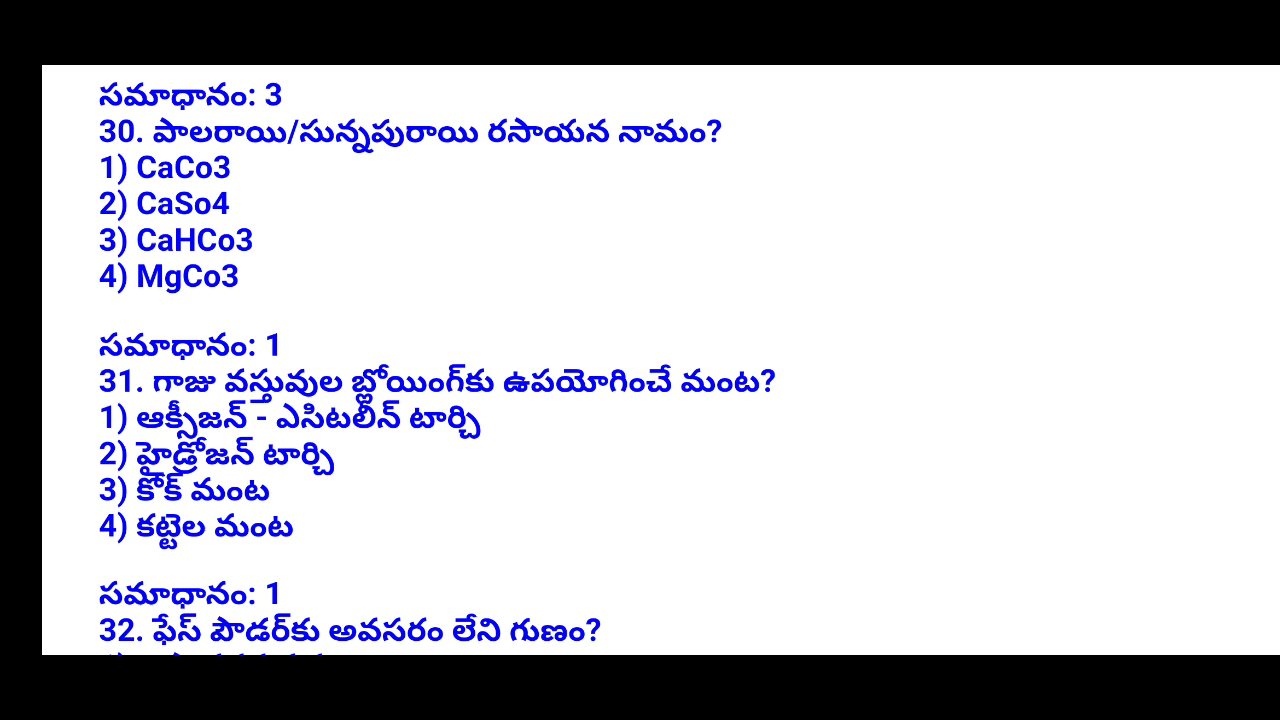 సమాధానం: 3
30. పాలరాయి/సున్నపురాయి రసాయన నామం?
1) CaCo3
2) CaSo4
3) CaHCo3
4) MgCo3
సమాధానం: 1
31. గాజు వస్తువుల బ్లోయింగ్‌కు ఉపయోగించే మంట?
1) ఆక్సీజన్ - ఎసిటలీన్ టార్చి
2) హైడ్రోజన్ టార్చి
3) కోక్ మంట
4) కట్టెల మంట
సమాధానం: 1
32. ఫేస్ పౌడర్‌కు అవసరం లేని గుణం?